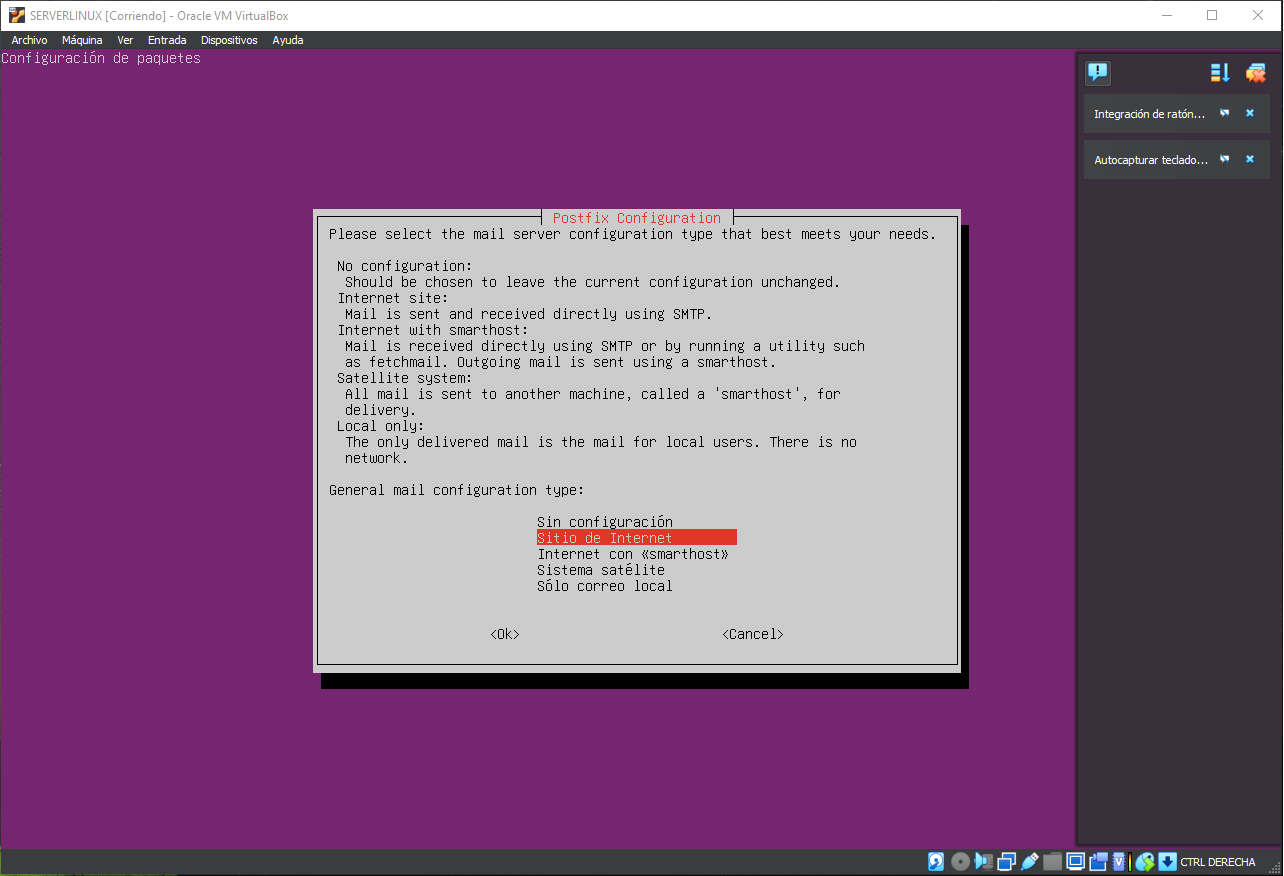 SERVERLINUX [Corriendo] - Oracle VM VirtualBox
Archivo Máquina Ver Entrada Dispositivos Ayuda
Configuración de paquetes
Integración de ratón...
Autocapturar teclado...
Postfix Configuration
Please select the mail server configuration type that best meets your needs.
No configuration:
Should be chosen to leave the current configuration unchanged.
Internet site:
Mail is sent and received directly using SMTP.
Internet with smarthost:
Mail is received directly using SMTP or by running a utility such
as fetchmail. Outgoing mail is sent using a smarthost.
Satellite system:
All mail is sent to another machine, called a 'smarthost', for
delivery.
Local only:
The only delivered mail is the mail for local users. There is no
network.
General mail configuration type:
Sin configuración
Sitio de Internet
Internet con «smarthost»
Sistema satélite
Sólo correo local
<Ok> <Cancel>
CTRL DERECHA